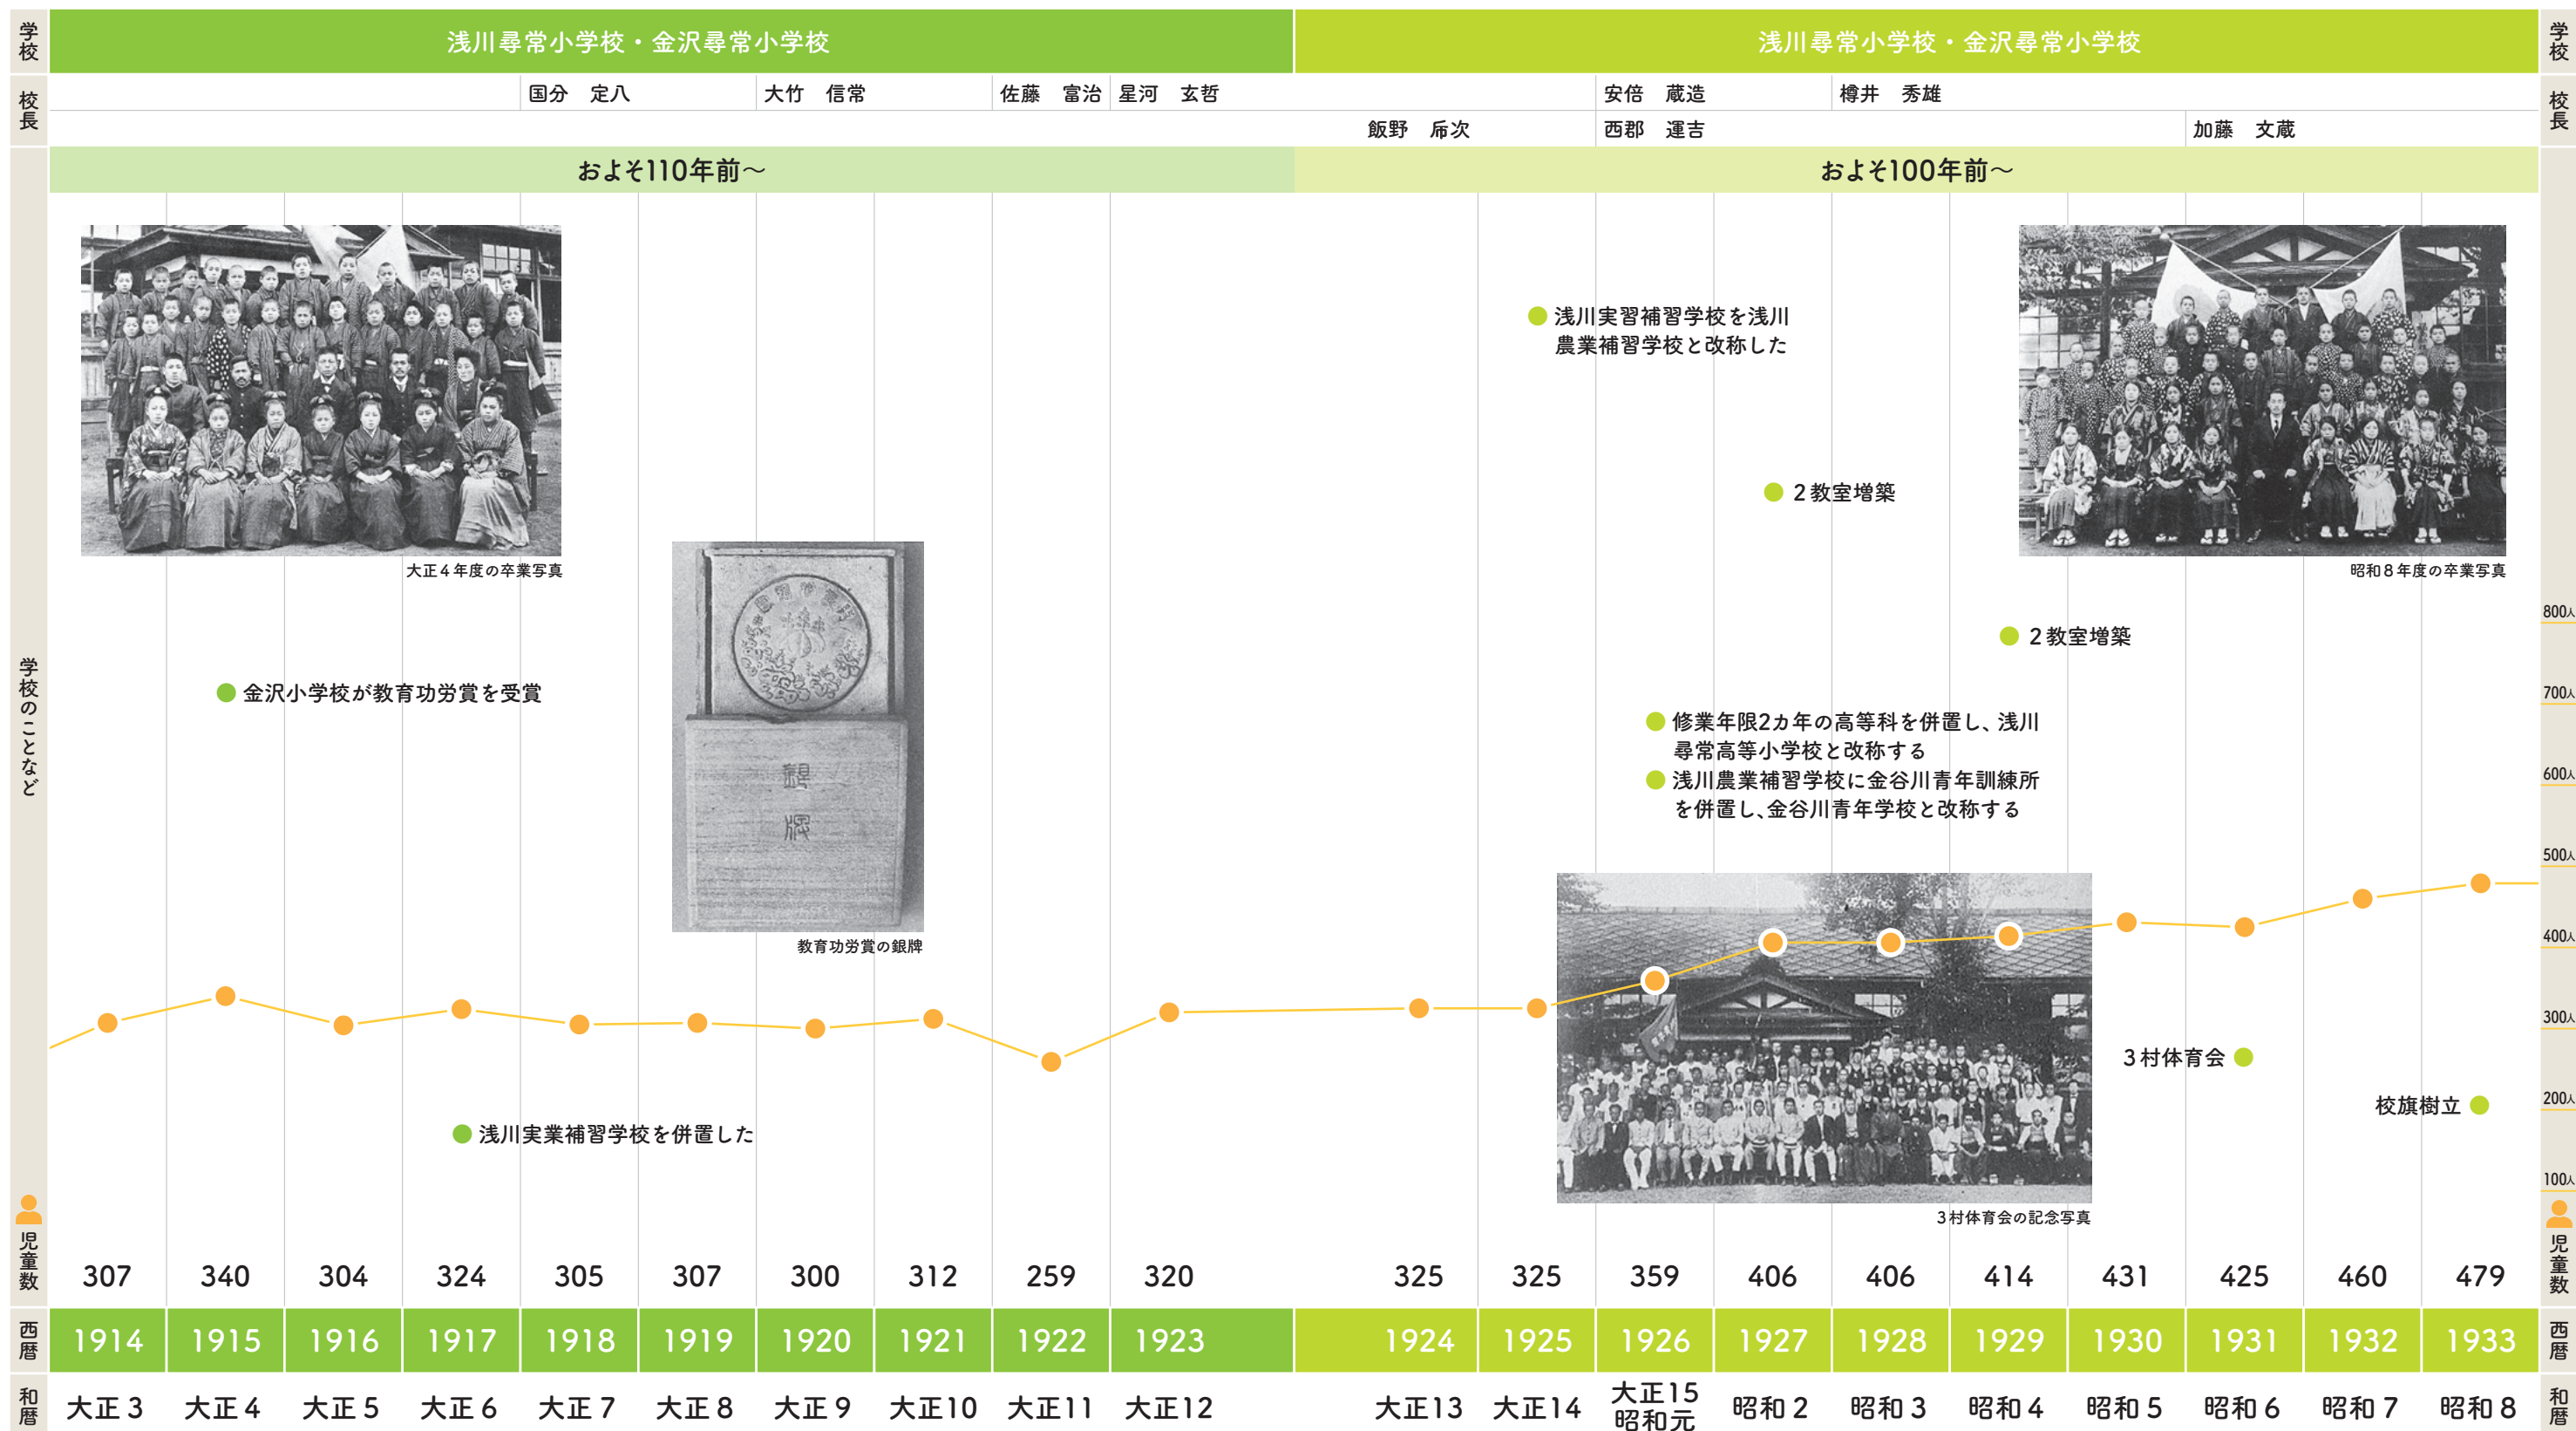 学校
浅川尋常小学校・金沢尋常小学校
浅川尋常小学校・金沢尋常小学校
学校
校長
国分　定八
大竹　信常
佐藤　富治
星河　玄哲
安倍　蔵造
樽井　秀雄
校長
飯野　次
西郡　運吉
加藤　文蔵
およそ110年前～
およそ100年前～
大正4年度の卒業写真
浅川実習補習学校を浅川
農業補習学校と改称した
2教室増築
昭和8年度の卒業写真
2教室増築
学校のことなど
金沢小学校が教育功労賞を受賞
銀
牌
教育功労賞の銀牌
修業年限2カ年の高等科を併置し、浅川
尋常高等小学校と改称する
浅川農業補習学校に金谷川青年訓練所
を併置し、金谷川青年学校と改称する
800人
700人
600人
500人
400人
300人
200人
100人
3村体育会
校旗樹立
浅川実業補習学校を併置した
3村体育会の記念写真
児童数
307 340 304 324 305 307 300 312 259 320 325 325 359 406 406 414 431 425 460 479
児童数
西暦
1914 1915 1916 1917 1918 1919 1920 1921 1922 1923 1924 1925 1926 1927 1928 1929 1930 1931 1932 1933
西暦
和暦
大正3 大正4 大正5 大正6 大正7 大正8 大正9 大正10 大正11 大正12 大正13 大正14 大正15 昭和2 昭和3 昭和4 昭和5 昭和6 昭和7 昭和8
昭和元
和暦